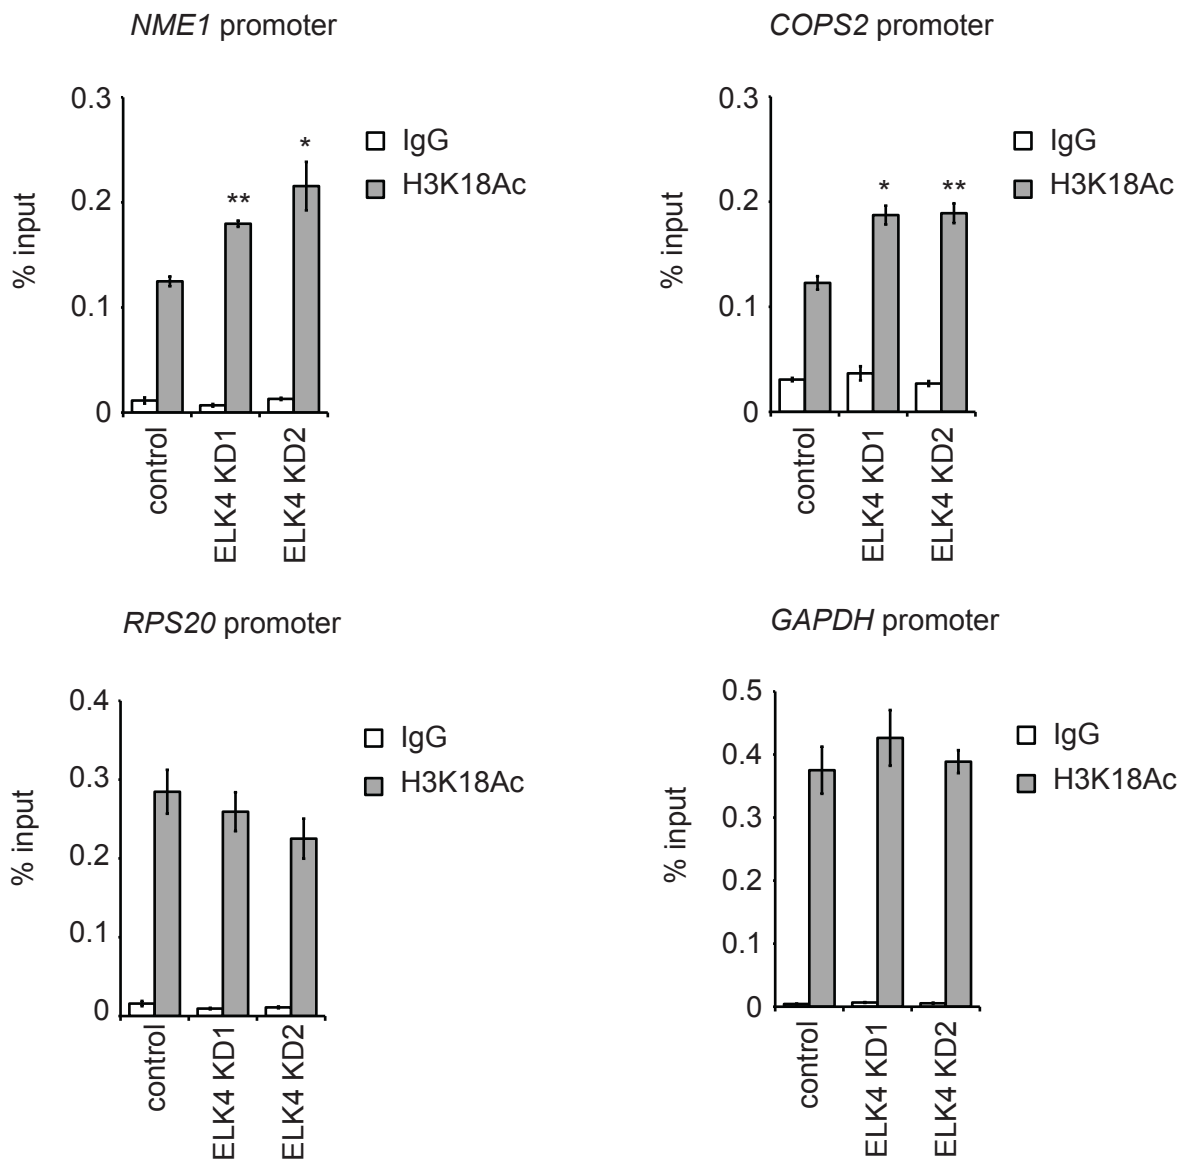 NME1 promoter
0.3
0.2
0.1
0
% input
**
*
IgG
H3K18Ac
control
ELK4 KD1
ELK4 KD2
COPS2 promoter
0.3
0.2
0.1
0
% input
*
**
IgG
H3K18Ac
control
ELK4 KD1
ELK4 KD2
RPS20 promoter
0.4
0.3
0.2
0.1
0
% input
IgG
H3K18Ac
control
ELK4 KD1
ELK4 KD2
GAPDH promoter
0.5
0.4
0.3
0.2
0.1
0
% input
IgG
H3K18Ac
control
ELK4 KD1
ELK4 KD2